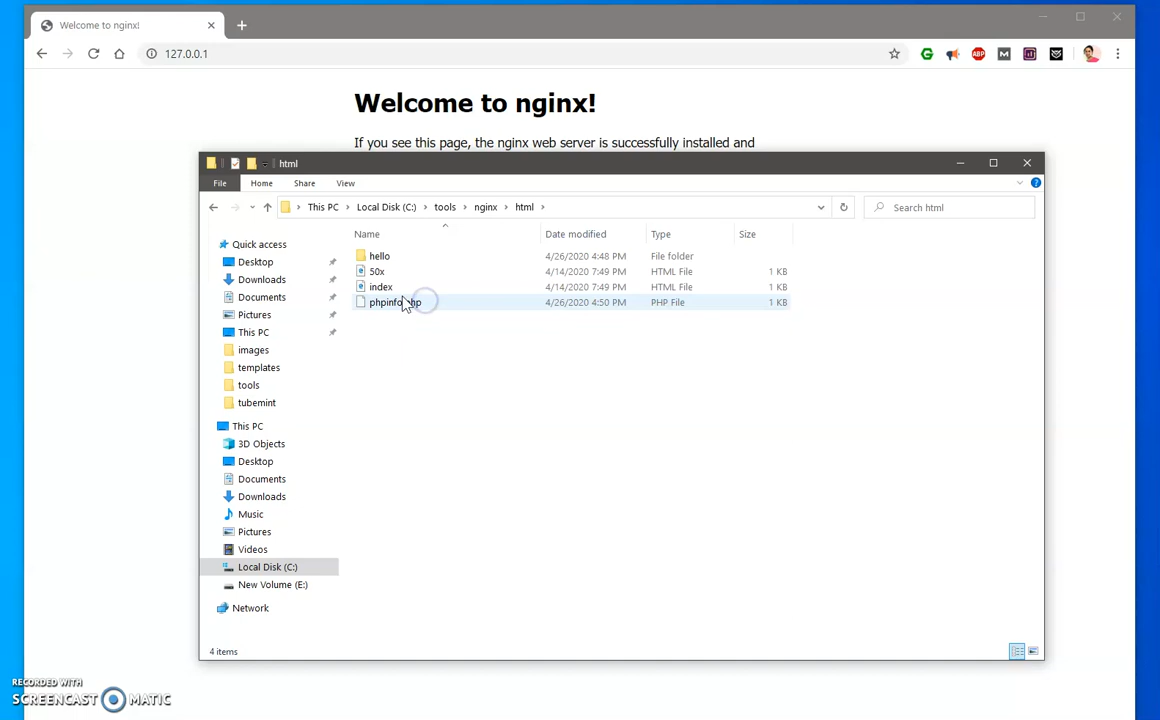 Welcome to nginx!
127.0.0.1
G
ABP
M
Welcome to nginx!
If you see this page, the nginx web server is successfully installed and
html
File Home Share View
This PC Local Disk (C:) tools nginx html
Search html
Name Date modified Type Size
hello 4/26/2020 4:48 PM File folder
50x 4/14/2020 7:49 PM HTML File 1 KB
index 4/14/2020 7:49 PM HTML File 1 KB
phpinfo.php 4/26/2020 4:50 PM PHP File 1 KB
Quick access
Desktop
Downloads
Documents
Pictures
This PC
images
templates
tools
tubemint
This PC
3D Objects
Desktop
Documents
Downloads
Music
Pictures
Videos
Local Disk (C:)
New Volume (E:)
Network
4 items
RECORDED WITH
SCREENCAST MATIC